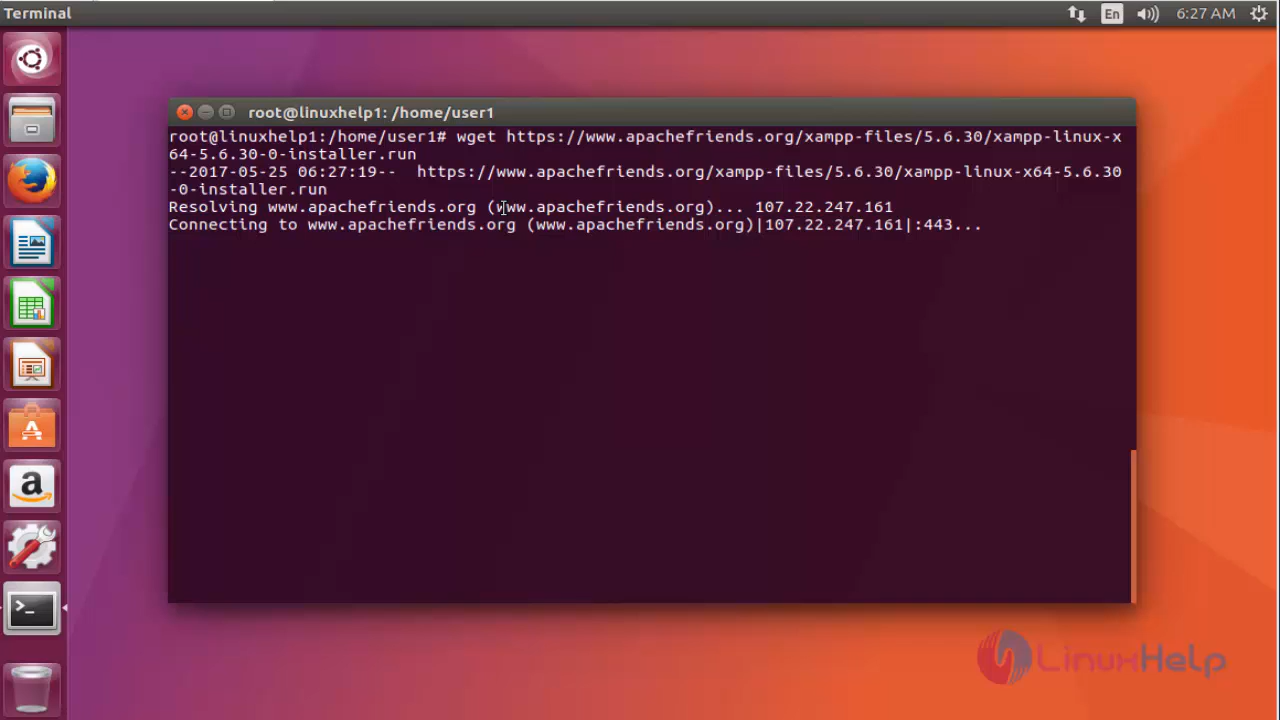 Terminal
En
6:27 AM
root@linuxhelp1: /home/user1
root@linuxhelp1:/home/user1# wget https://www.apachefriends.org/xampp-files/5.6.30/xampp-linux-x
64-5.6.30-0-installer.run
--2017-05-25 06:27:19--  https://www.apachefriends.org/xampp-files/5.6.30/xampp-linux-x64-5.6.30
-0-installer.run
Resolving www.apachefriends.org (www.apachefriends.org)... 107.22.247.161
Connecting to www.apachefriends.org (www.apachefriends.org)|107.22.247.161|:443...
LinuxHelp